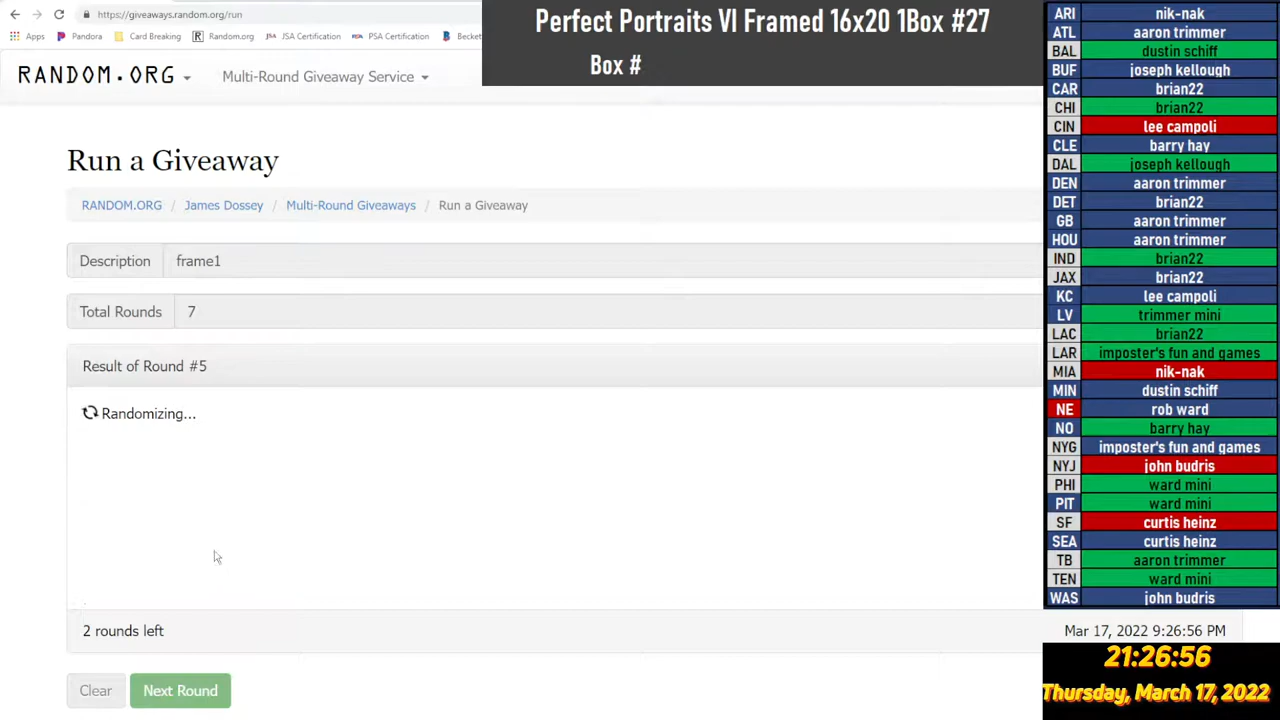 https://giveaways.random.org/run
Apps Pandora Card Breaking Random.org JSA Certification PSA Certification Becket
Perfect Portraits VI Framed 16x20 1Box #27
Box #
RANDOM.ORG Multi-Round Giveaway Service
Run a Giveaway
RANDOM.ORG / James Dossey / Multi-Round Giveaways / Run a Giveaway
Description frame1
Total Rounds 7
Result of Round #5
Randomizing...
2 rounds left
Mar 17, 2022 9:26:56 PM
Clear Next Round
ARI nik-nak
ATL aaron trimmer
BAL dustin schiff
BUF joseph kellough
CAR brian22
CHI brian22
CIN lee campoli
CLE barry hay
DAL joseph kellough
DEN aaron trimmer
DET brian22
GB aaron trimmer
HOU aaron trimmer
IND brian22
JAX brian22
KC lee campoli
LV trimmer mini
LAC brian22
LAR imposter's fun and games
MIA nik-nak
MIN dustin schiff
NE rob ward
NO barry hay
NYG imposter's fun and games
NYJ john budris
PHI ward mini
PIT ward mini
SF curtis heinz
SEA curtis heinz
TB aaron trimmer
TEN ward mini
WAS john budris
21:26:56
Thursday, March 17, 2022